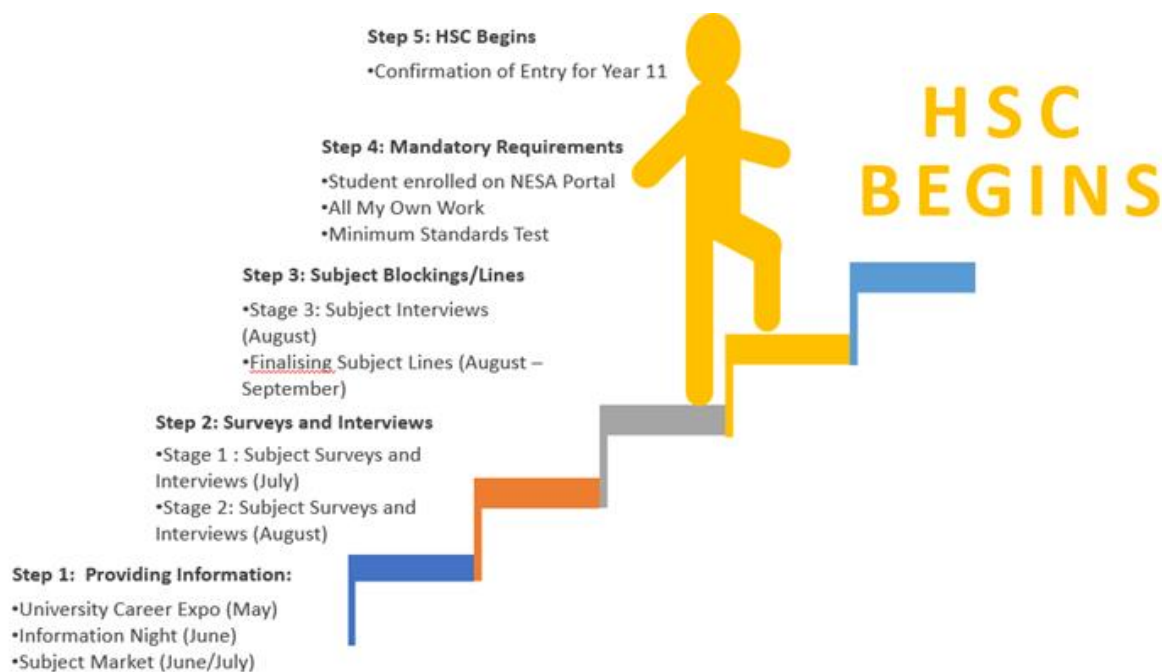 Step 5: HSC Begins
•Confirmation of Entry for Year 11
HSC
BEGINS
Step 4: Mandatory Requirements
•Student enrolled on NESA Portal
•All My Own Work
•Minimum Standards Test
Step 3: Subject Blockings/Lines
•Stage 3: Subject Interviews
(August)
•Finalising Subject Lines (August –
September)
Step 2: Surveys and Interviews
•Stage 1 : Subject Surveys and
Interviews (July)
•Stage 2: Subject Surveys and
Interviews (August)
Step 1:  Providing Information:
•University Career Expo (May)
•Information Night (June)
•Subject Market (June/July)